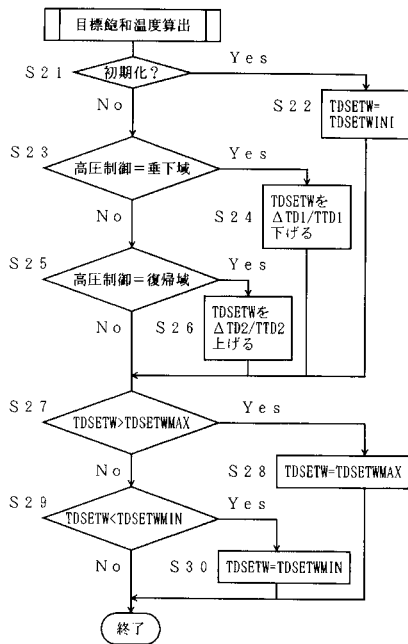 目標飽和温度算出
S21
初期化?
Yes
No
S22
TDSETW=
TDSETWINI
S23
高圧制御=垂下域
Yes
No
S24
TDSETWを
ΔTD1/TTD1
下げる
S25
高圧制御=復帰域
Yes
No
S26
TDSETWを
ΔTD2/TTD2
上げる
S27
TDSETW>TDSETWMAX
Yes
No
S28
TDSETW=TDSETWMAX
S29
TDSETW<TDSETWMIN
Yes
No
S30
TDSETW=TDSETWMIN
終了